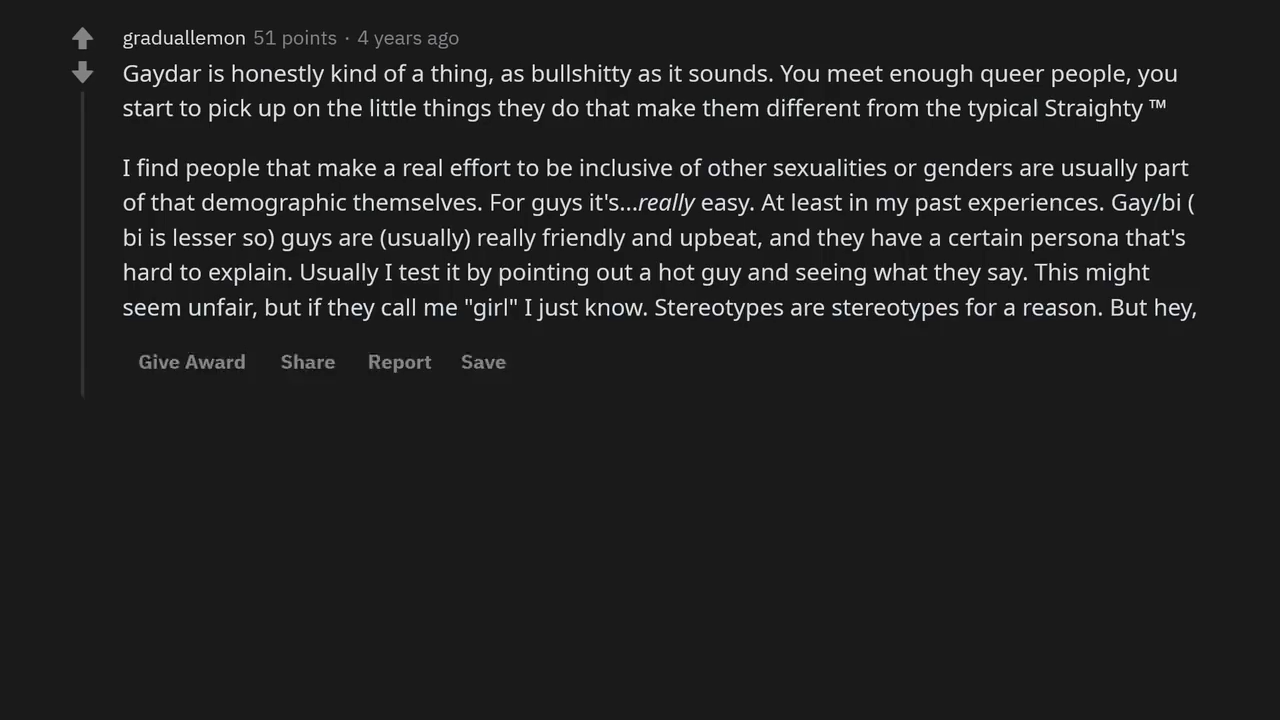 graduallemon 51 points · 4 years ago
Gaydar is honestly kind of a thing, as bullshitty as it sounds. You meet enough queer people, you
start to pick up on the little things they do that make them different from the typical Straighty ™
I find people that make a real effort to be inclusive of other sexualities or genders are usually part
of that demographic themselves. For guys it's...really easy. At least in my past experiences. Gay/bi (
bi is lesser so) guys are (usually) really friendly and upbeat, and they have a certain persona that's
hard to explain. Usually I test it by pointing out a hot guy and seeing what they say. This might
seem unfair, but if they call me "girl" I just know. Stereotypes are stereotypes for a reason. But hey,
Give Award Share Report Save